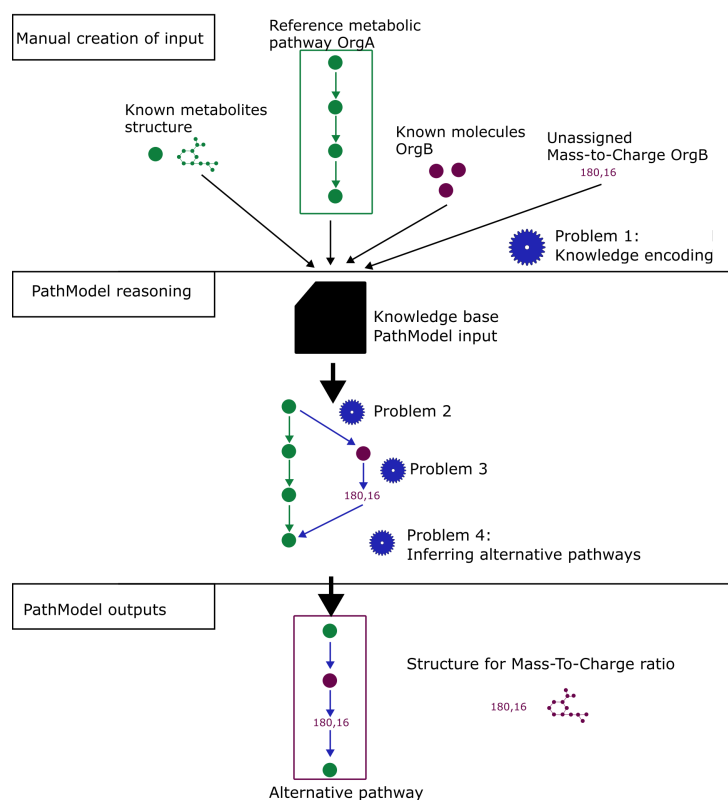 Manual creation of input
Reference metabolic
pathway OrgA
Known metabolites
structure
Known molecules
OrgB
Unassigned
Mass-to-Charge OrgB
180,16
Problem 1:
Knowledge encoding
PathModel reasoning
Knowledge base
PathModel input
Problem 2
Problem 3
180,16
Problem 4:
Inferring alternative pathways
PathModel outputs
Structure for Mass-To-Charge ratio
180,16
180,16
Alternative pathway